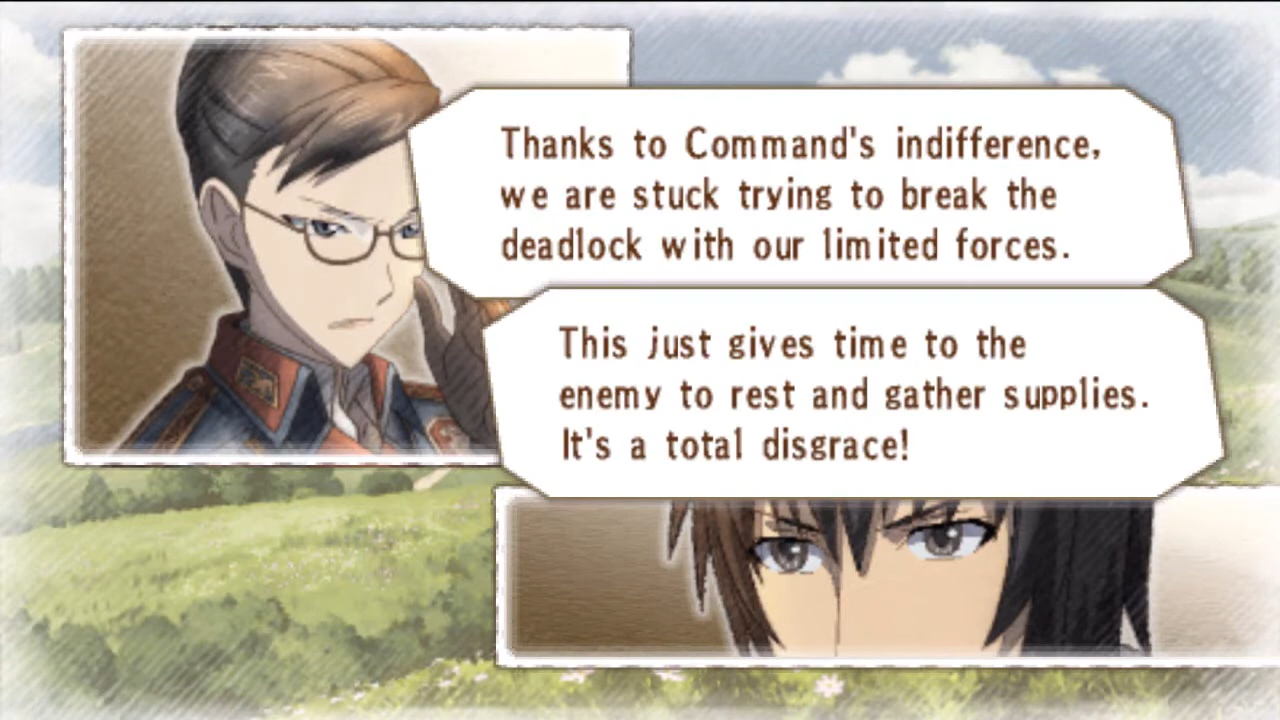 Thanks to Command's indifference,
we are stuck trying to break the
deadlock with our limited forces.
This just gives time to the
enemy to rest and gather supplies.
It's a total disgrace!